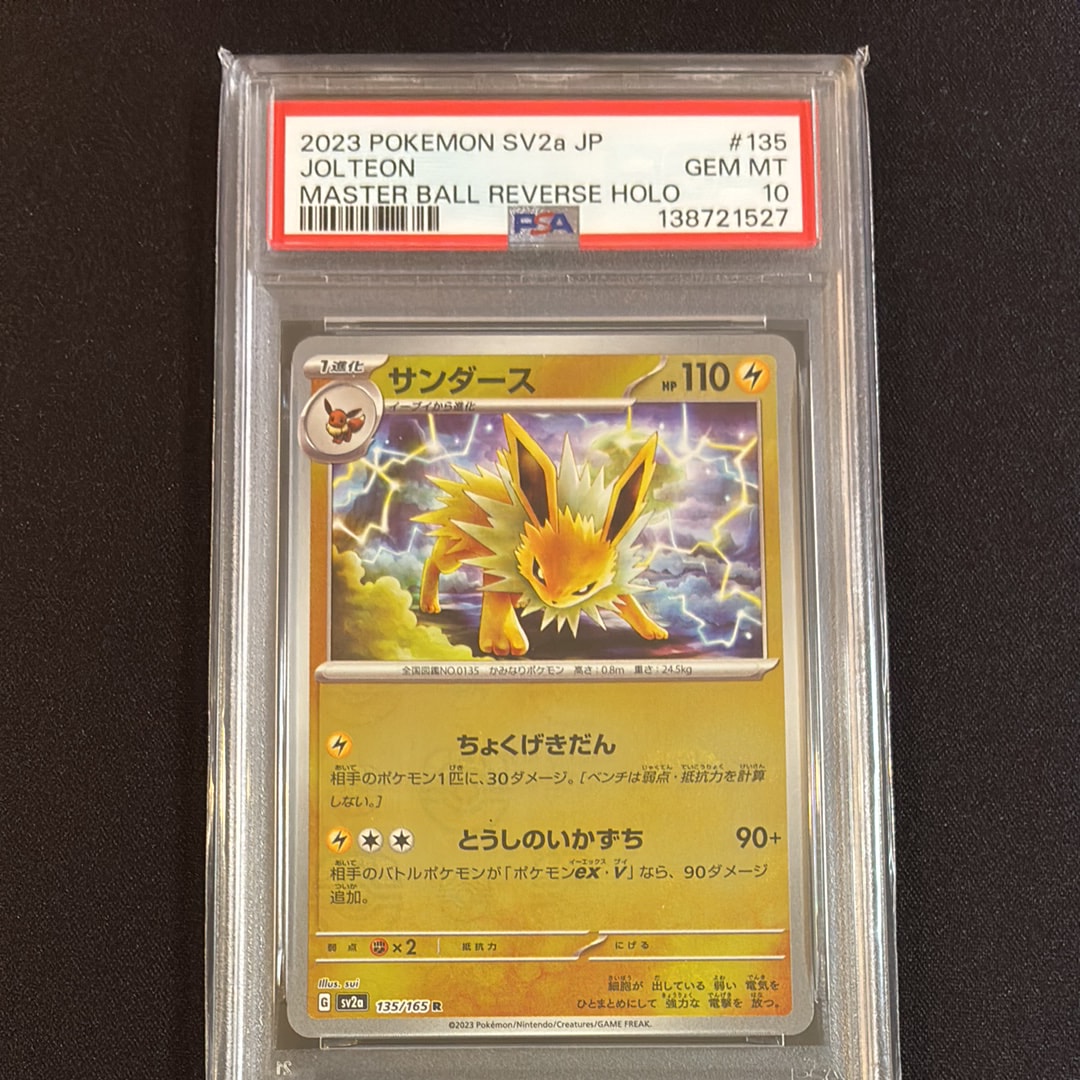 2023 POKEMON SV2a JP #135
JOLTEON GEM MT
MASTER BALL REVERSE HOLO 10
PSA 138721527
1進化 サンダース HP 110
イーブイから進化
全国図鑑NO.0135 かみなりポケモン 高さ:0.8m 重さ:24.5kg
ちょくげきだん
相手のポケモン1匹に、30ダメージ。[ベンチは弱点・抵抗力を計算
しない。]
とうしのいかずち 90+
相手のバトルポケモンが「ポケモンex・V」なら、90ダメージ
追加。
弱点 ×2 抵抗力 にげる
Illus. sui
細胞が 出している 弱い 電気を
ひとまとめにして 強力な 電撃を 放つ。
G sv2a 135/165 R
©2023 Pokémon/Nintendo/Creatures/GAME FREAK.